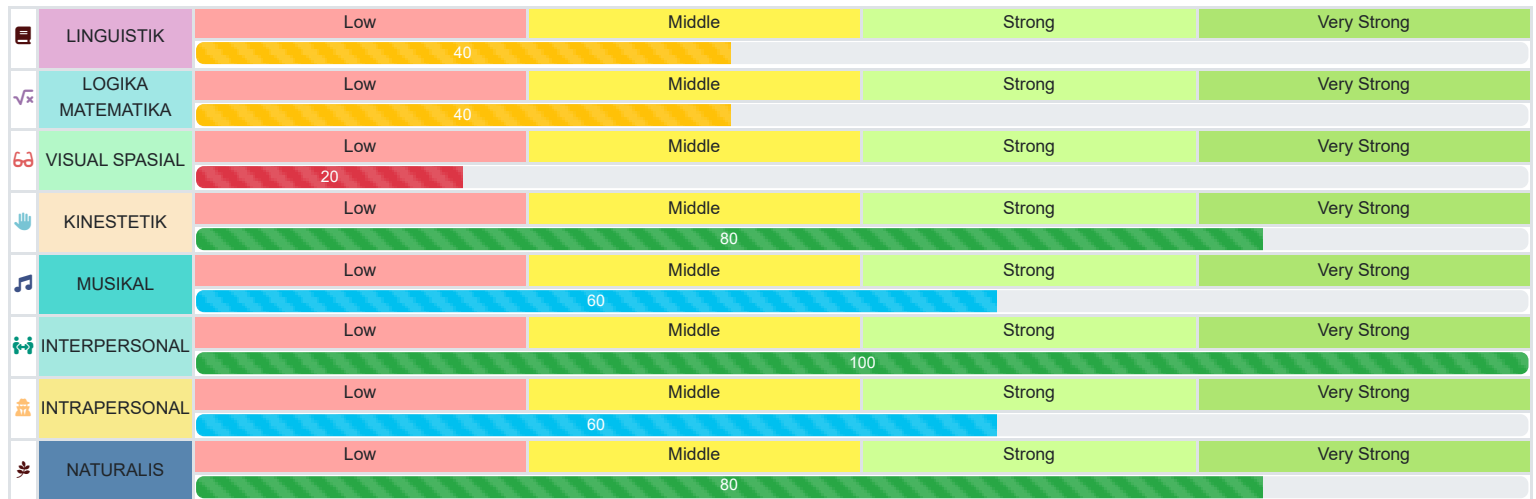 LINGUISTIK
Low Middle Strong Very Strong
40
LOGIKA
MATEMATIKA
Low Middle Strong Very Strong
40
VISUAL SPASIAL
Low Middle Strong Very Strong
20
KINESTETIK
Low Middle Strong Very Strong
80
MUSIKAL
Low Middle Strong Very Strong
60
INTERPERSONAL
Low Middle Strong Very Strong
100
INTRAPERSONAL
Low Middle Strong Very Strong
60
NATURALIS
Low Middle Strong Very Strong
80